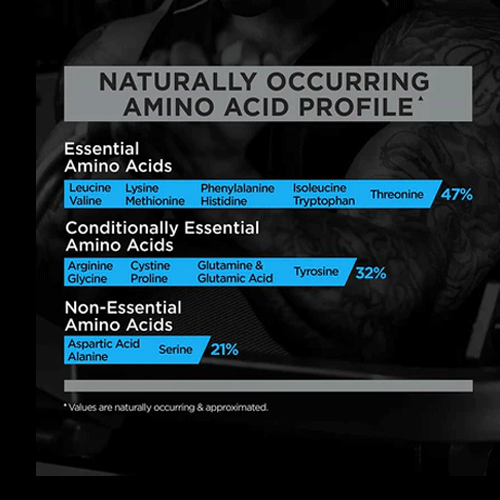 NATURALLY OCCURRING
AMINO ACID PROFILE▲
Essential
Amino Acids
Leucine Lysine Phenylalanine Isoleucine Threonine 47%
Valine Methionine Histidine Tryptophan
Conditionally Essential
Amino Acids
Arginine Cystine Glutamine & Tyrosine 32%
Glycine Proline Glutamic Acid
Non-Essential
Amino Acids
Aspartic Acid Serine 21%
Alanine
▲Values are naturally occurring & approximated.